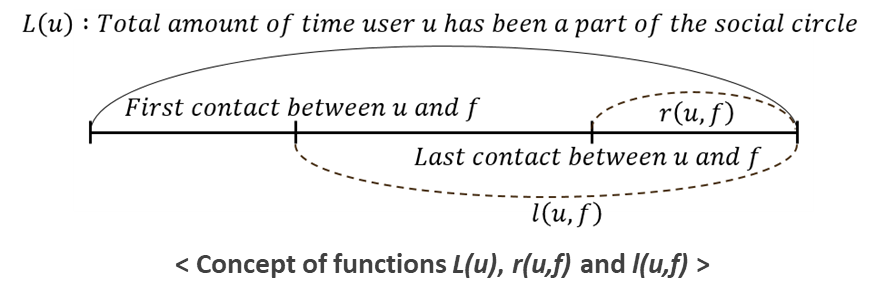 L(u) : Total amount of time user u has been a part of the social circle
First contact between u and f
r(u,f)
Last contact between u and f
l(u,f)
< Concept of functions L(u), r(u,f) and l(u,f) >